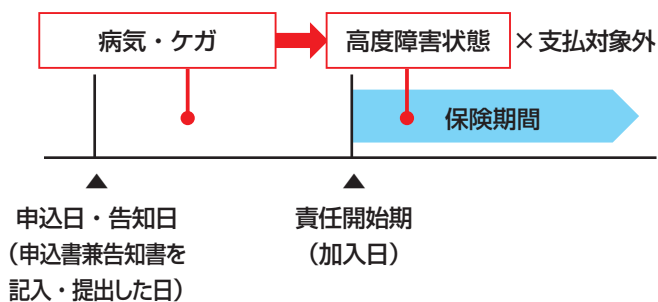 病気・ケガ
高度障害状態
×支払対象外
保険期間
申込日・告知日
(申込書兼告知書を
記入・提出した日)
責任開始期
(加入日)